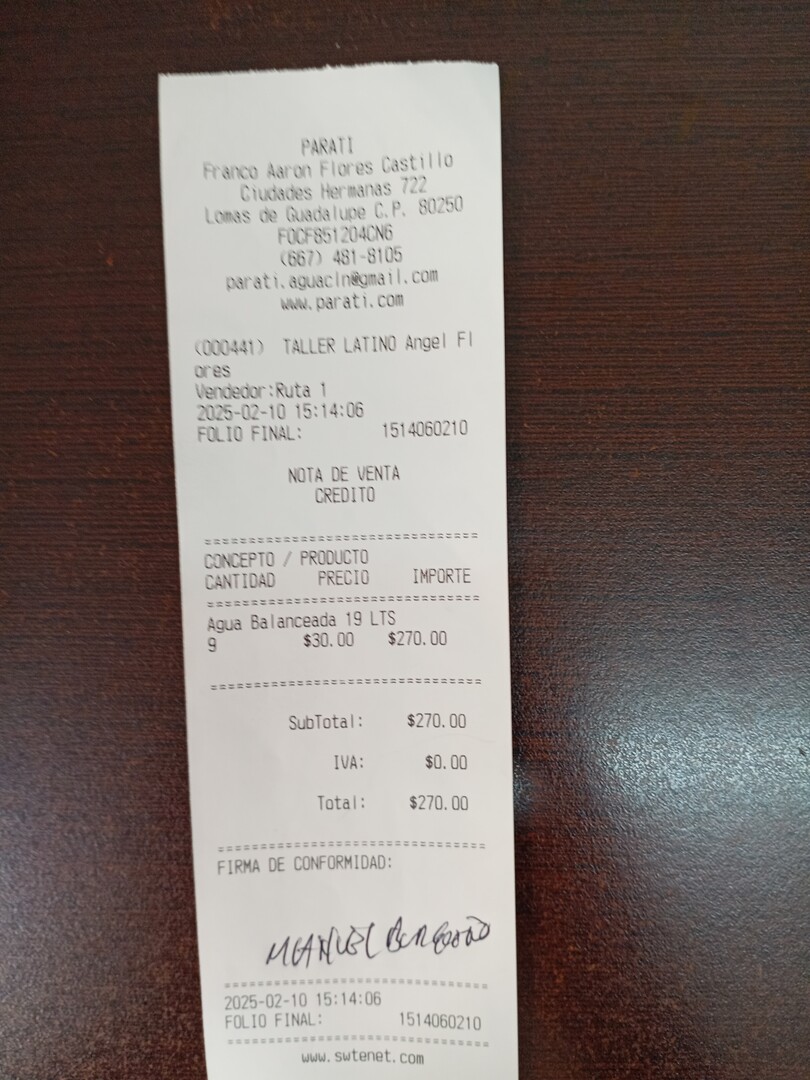 PARATI
Franco Aaron Flores Castillo
Ciudades Hermanas 722
Lomas de Guadalupe C.P. 80250
FOCF851204CN6
(667) 481-8105
parati.aguacln@gmail.com
www.parati.com
(000441) TALLER LATINO Angel Fl
ores
Vendedor:Ruta 1
2025-02-10 15:14:06
FOLIO FINAL: 1514060210
NOTA DE VENTA
CREDITO
===============================
CONCEPTO / PRODUCTO
CANTIDAD PRECIO IMPORTE
===============================
Agua Balanceada 19 LTS
9 $30.00 $270.00
===============================
SubTotal: $270.00
IVA: $0.00
Total: $270.00
===============================
FIRMA DE CONFORMIDAD:
MANUEL
===============================
2025-02-10 15:14:06
FOLIO FINAL: 1514060210
===============================
www.swtenet.com